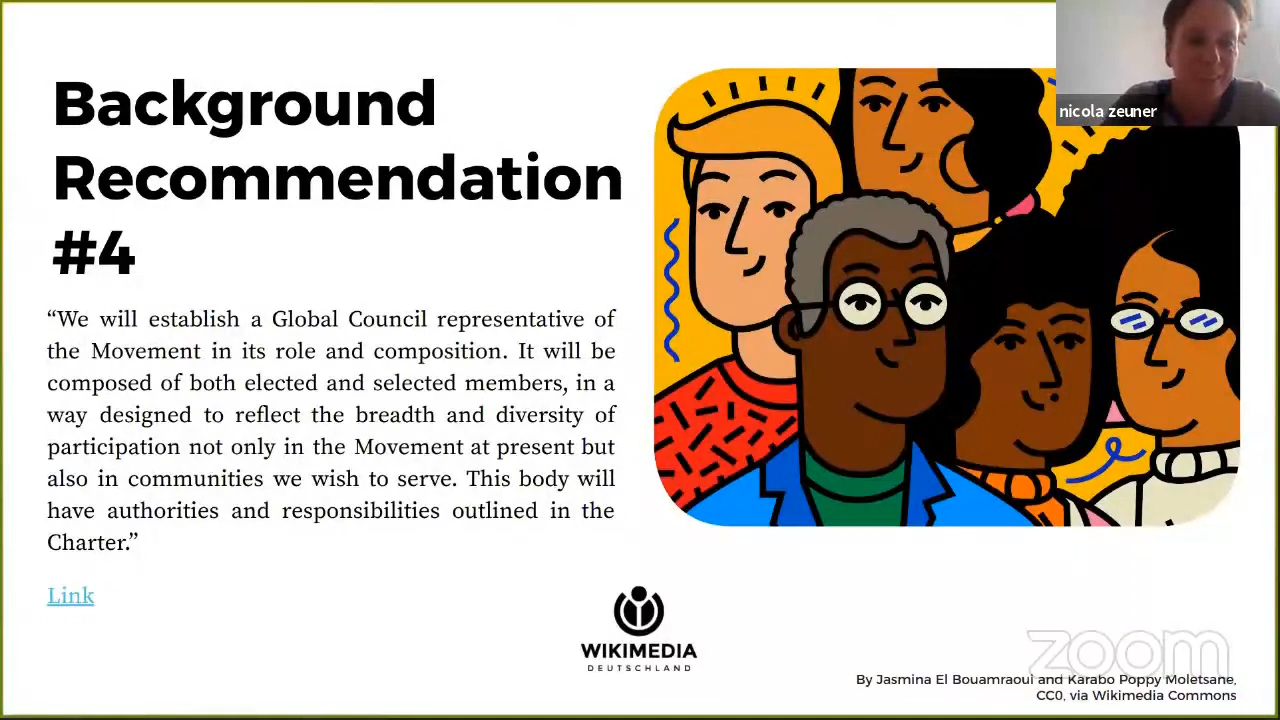 Background
Recommendation
#4
“We will establish a Global Council representative of
the Movement in its role and composition. It will be
composed of both elected and selected members, in a
way designed to reflect the breadth and diversity of
participation not only in the Movement at present but
also in communities we wish to serve. This body will
have authorities and responsibilities outlined in the
Charter.”
Link
WIKIMEDIA
DEUTSCHLAND
nicola zeuner
zoom
By Jasmina El Bouamraoui and Karabo Poppy Moletsane,
CC0, via Wikimedia Commons